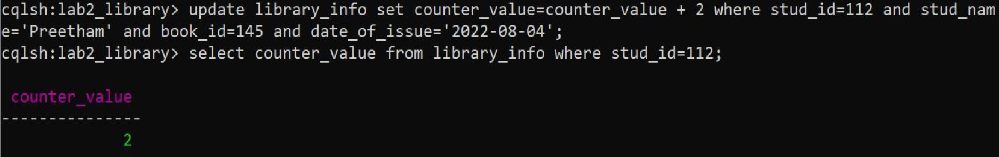 cqlsh:lab2_library> update library_info set counter_value=counter_value + 2 where stud_id=112 and stud_nam
e='Preetham' and book_id=145 and date_of_issue='2022-08-04';
cqlsh:lab2_library> select counter_value from library_info where stud_id=112;
counter_value
---------------
2